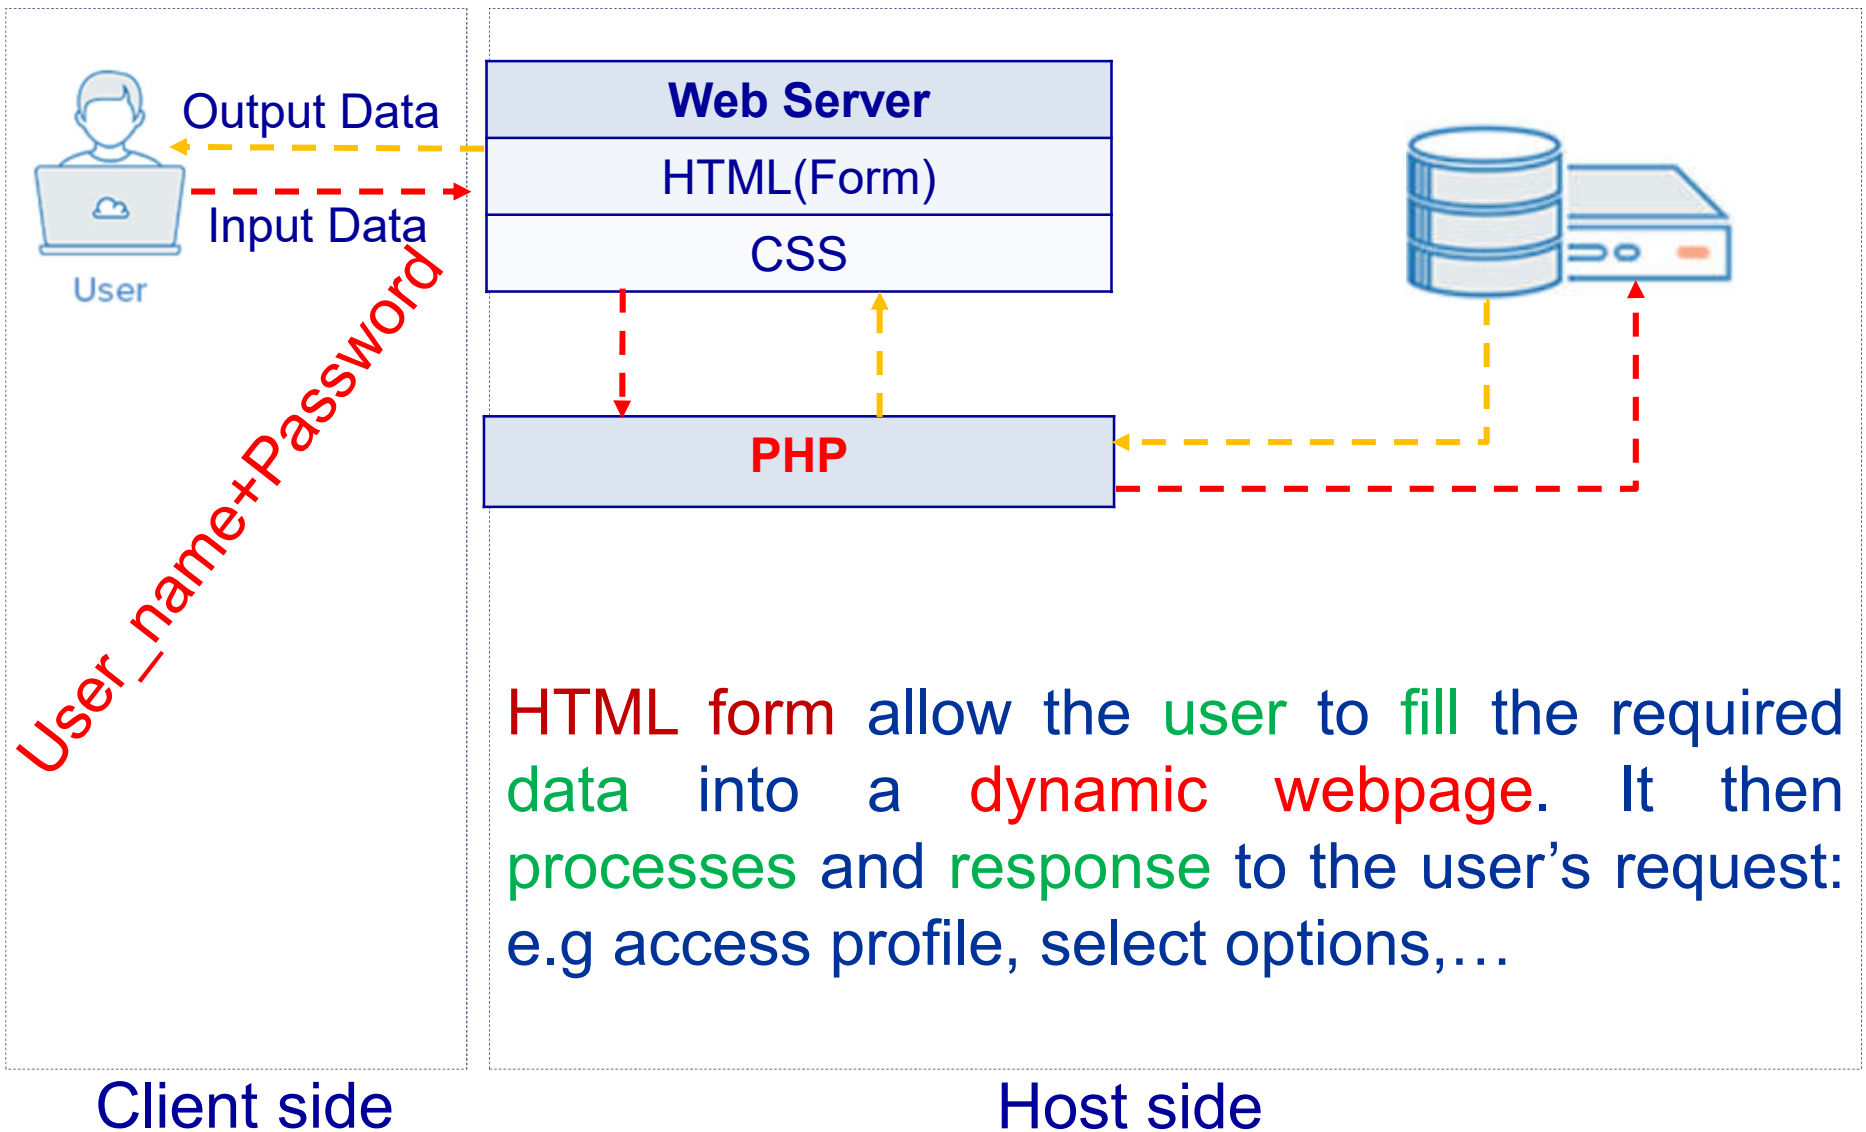 Output Data
Input Data
User
User_name+Password
Web Server
HTML(Form)
CSS
PHP
HTML form allow the user to fill the required
data into a dynamic webpage. It then
processes and response to the user’s request:
e.g access profile, select options,…
Client side
Host side